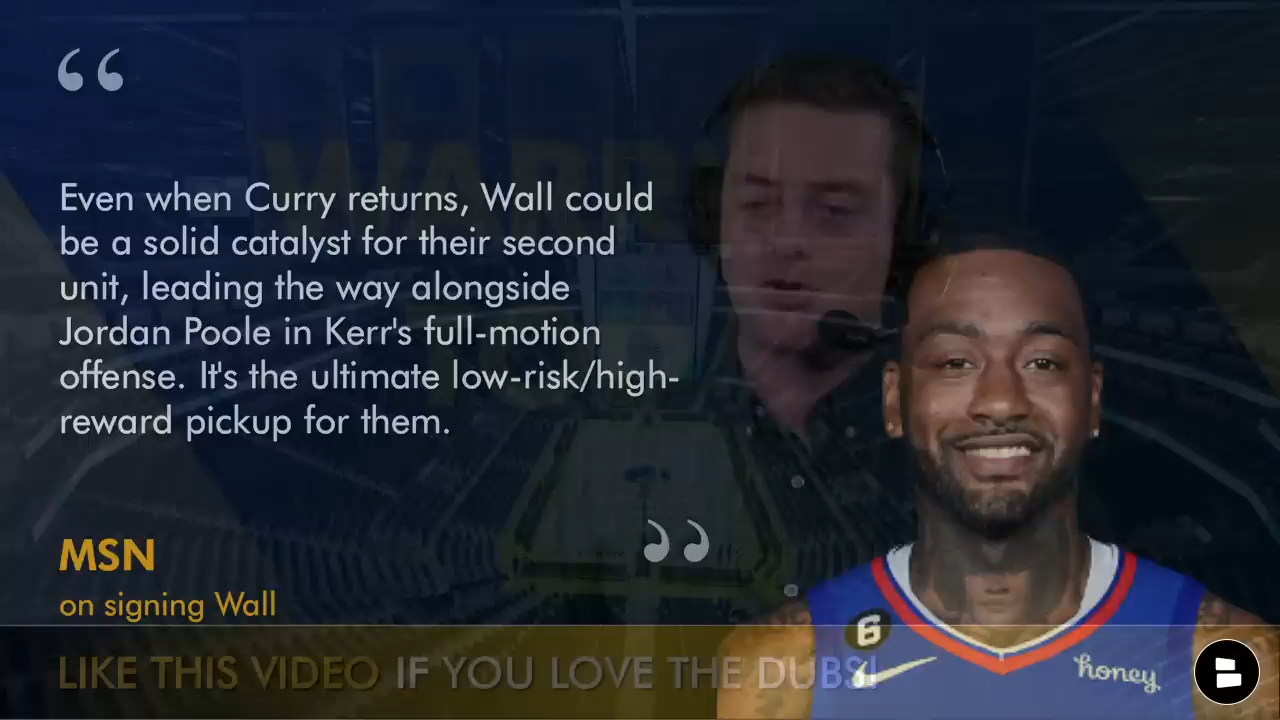 “
Even when Curry returns, Wall could
be a solid catalyst for their second
unit, leading the way alongside
Jordan Poole in Kerr's full-motion
offense. It's the ultimate low-risk/high-
reward pickup for them.
”
MSN
on signing Wall
LIKE THIS VIDEO IF YOU LOVE THE DUBS!
6
honey